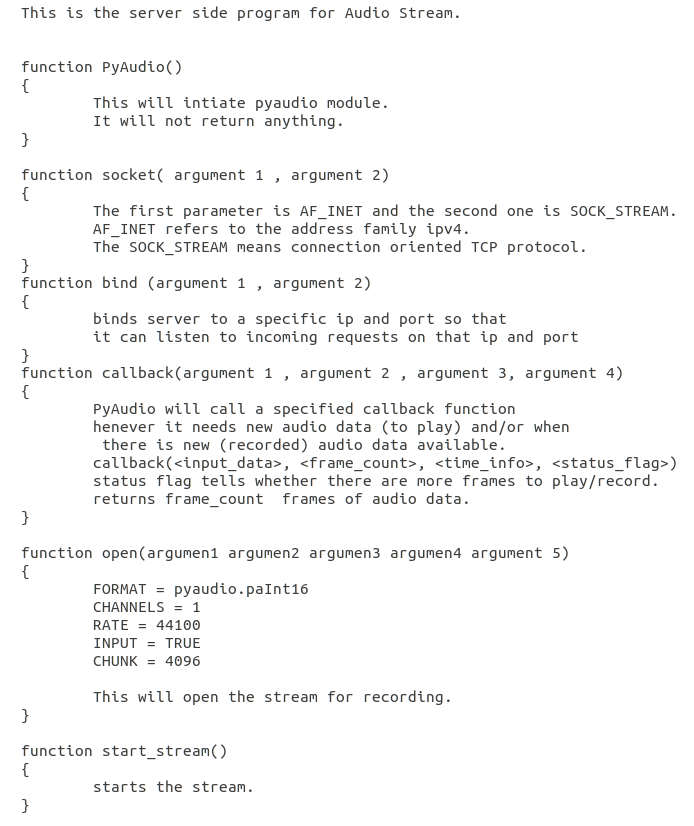 This is the server side program for Audio Stream.
function PyAudio()
{
This will intiate pyaudio module.
It will not return anything.
}
function socket( argument 1 , argument 2)
{
The first parameter is AF_INET and the second one is SOCK_STREAM.
AF_INET refers to the address family ipv4.
The SOCK_STREAM means connection oriented TCP protocol.
}
function bind (argument 1 , argument 2)
{
binds server to a specific ip and port so that
it can listen to incoming requests on that ip and port
}
function callback(argument 1 , argument 2 , argument 3, argument 4)
{
PyAudio will call a specified callback function
henever it needs new audio data (to play) and/or when
there is new (recorded) audio data available.
callback(<input_data>, <frame_count>, <time_info>, <status_flag>)
status flag tells whether there are more frames to play/record.
returns frame_count  frames of audio data.
}
function open(argumen1 argumen2 argumen3 argumen4 argument 5)
{
FORMAT = pyaudio.paInt16
CHANNELS = 1
RATE = 44100
INPUT = TRUE
CHUNK = 4096
This will open the stream for recording.
}
function start_stream()
{
starts the stream.
}